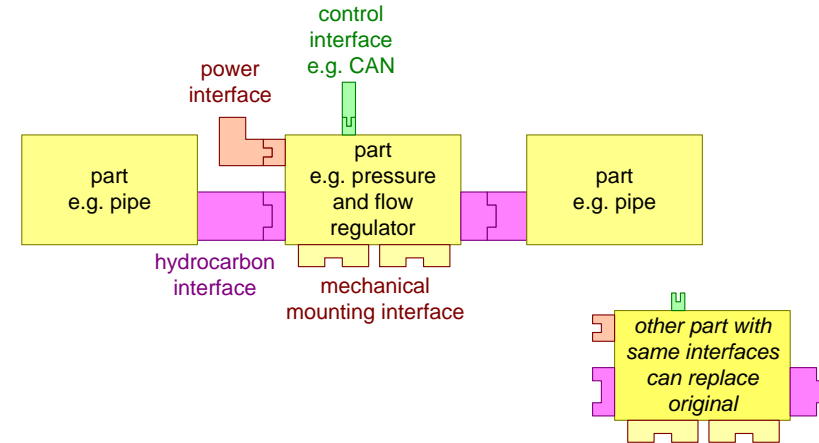 control
interface
e.g. CAN
power
interface
part
e.g. pipe
part
e.g. pressure
and flow
regulator
part
e.g. pipe
hydrocarbon
interface
mechanical
mounting interface
other part with
same interfaces
can replace
original